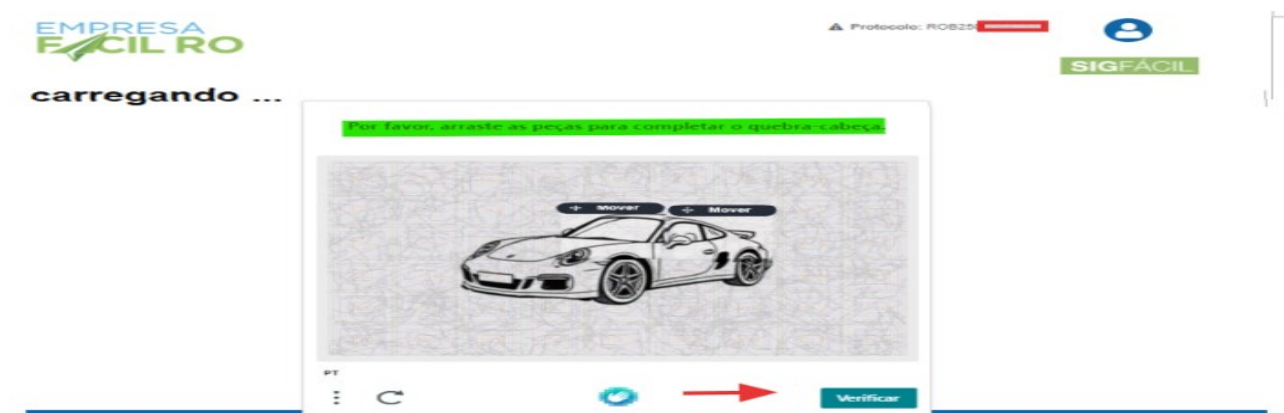 EMPRESA
FÁCIL RO
Protocolo: ROB25
SIGFÁCIL
carregando ...
Por favor, arraste as peças para completar o quebra-cabeça.
Mover
Mover
PT
Verificar